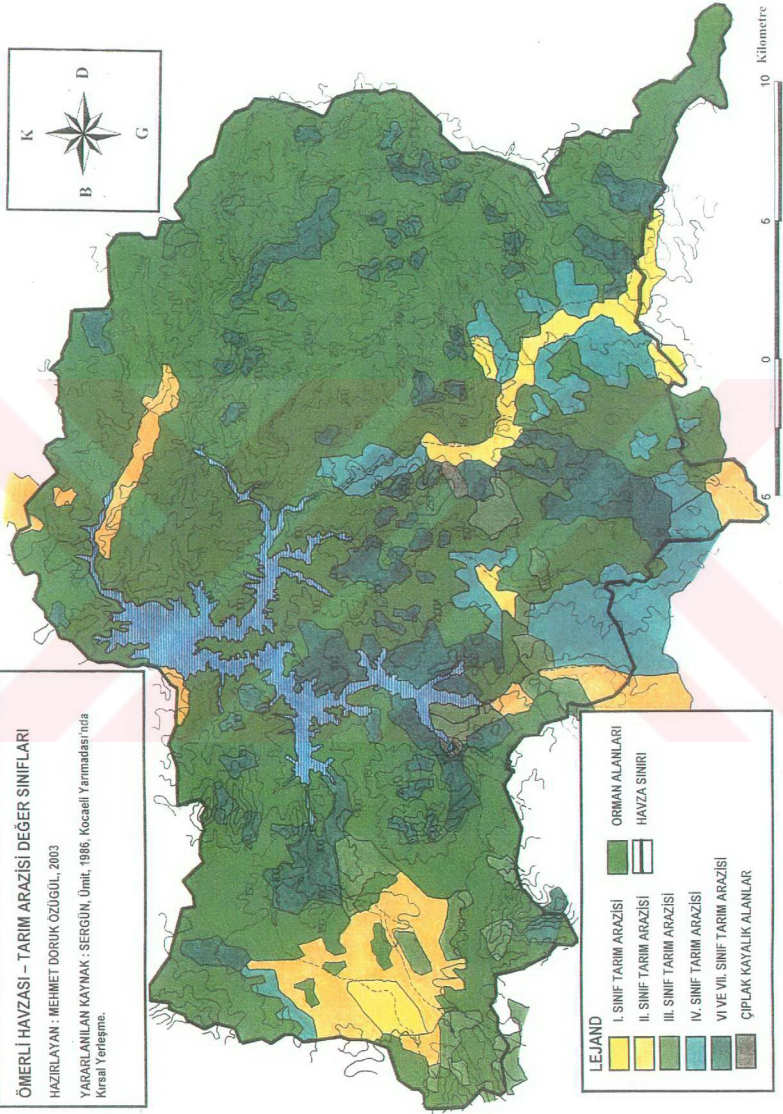 ÖMERLİ HAVZASI – TARIM ARAZİSİ DEĞER SINIFLARI
HAZIRLAYAN : MEHMET DORUK ÖZÜGÜL, 2003
YARARLANILAN KAYNAK : SERGÜN, Ümit, 1986, Kocaeli Yarımadası'nda
Kırsal Yerleşme.
K
B
D
G
LEJAND
I. SINIF TARIM ARAZİSİ
II. SINIF TARIM ARAZİSİ
III. SINIF TARIM ARAZİSİ
IV. SINIF TARIM ARAZİSİ
VI VE VII. SINIF TARIM ARAZİSİ
ÇIPLAK KAYALIK ALANLAR
ORMAN ALANLARI
HAVZA SINIRI
5
0
5
10 Kilometre